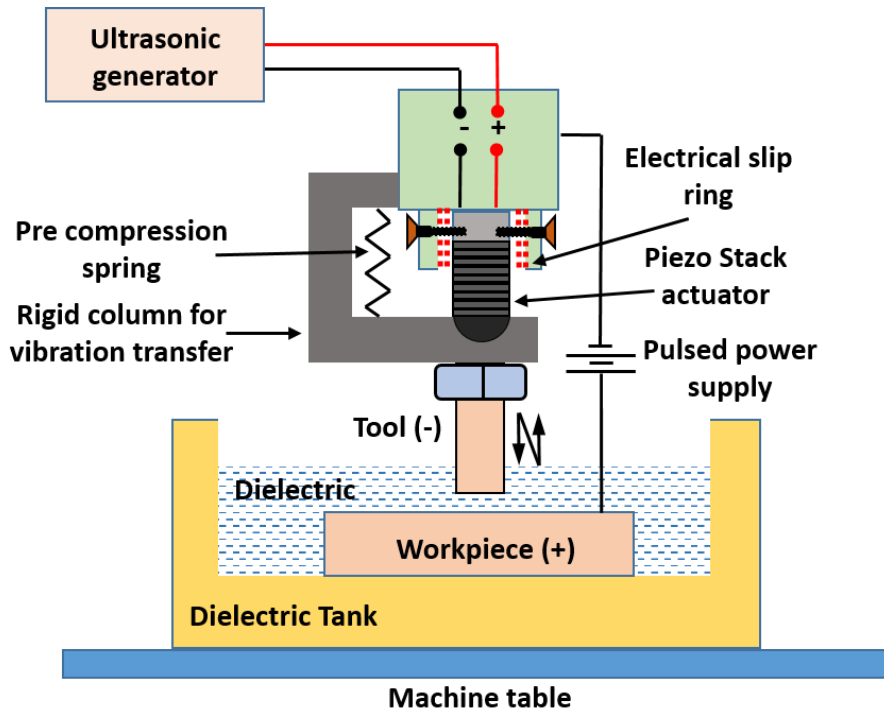 Ultrasonic
generator
- +
Electrical slip
ring
Pre compression
spring
Piezo Stack
actuator
Rigid column for
vibration transfer
Pulsed power
supply
Tool (-)
Dielectric
Workpiece (+)
Dielectric Tank
Machine table